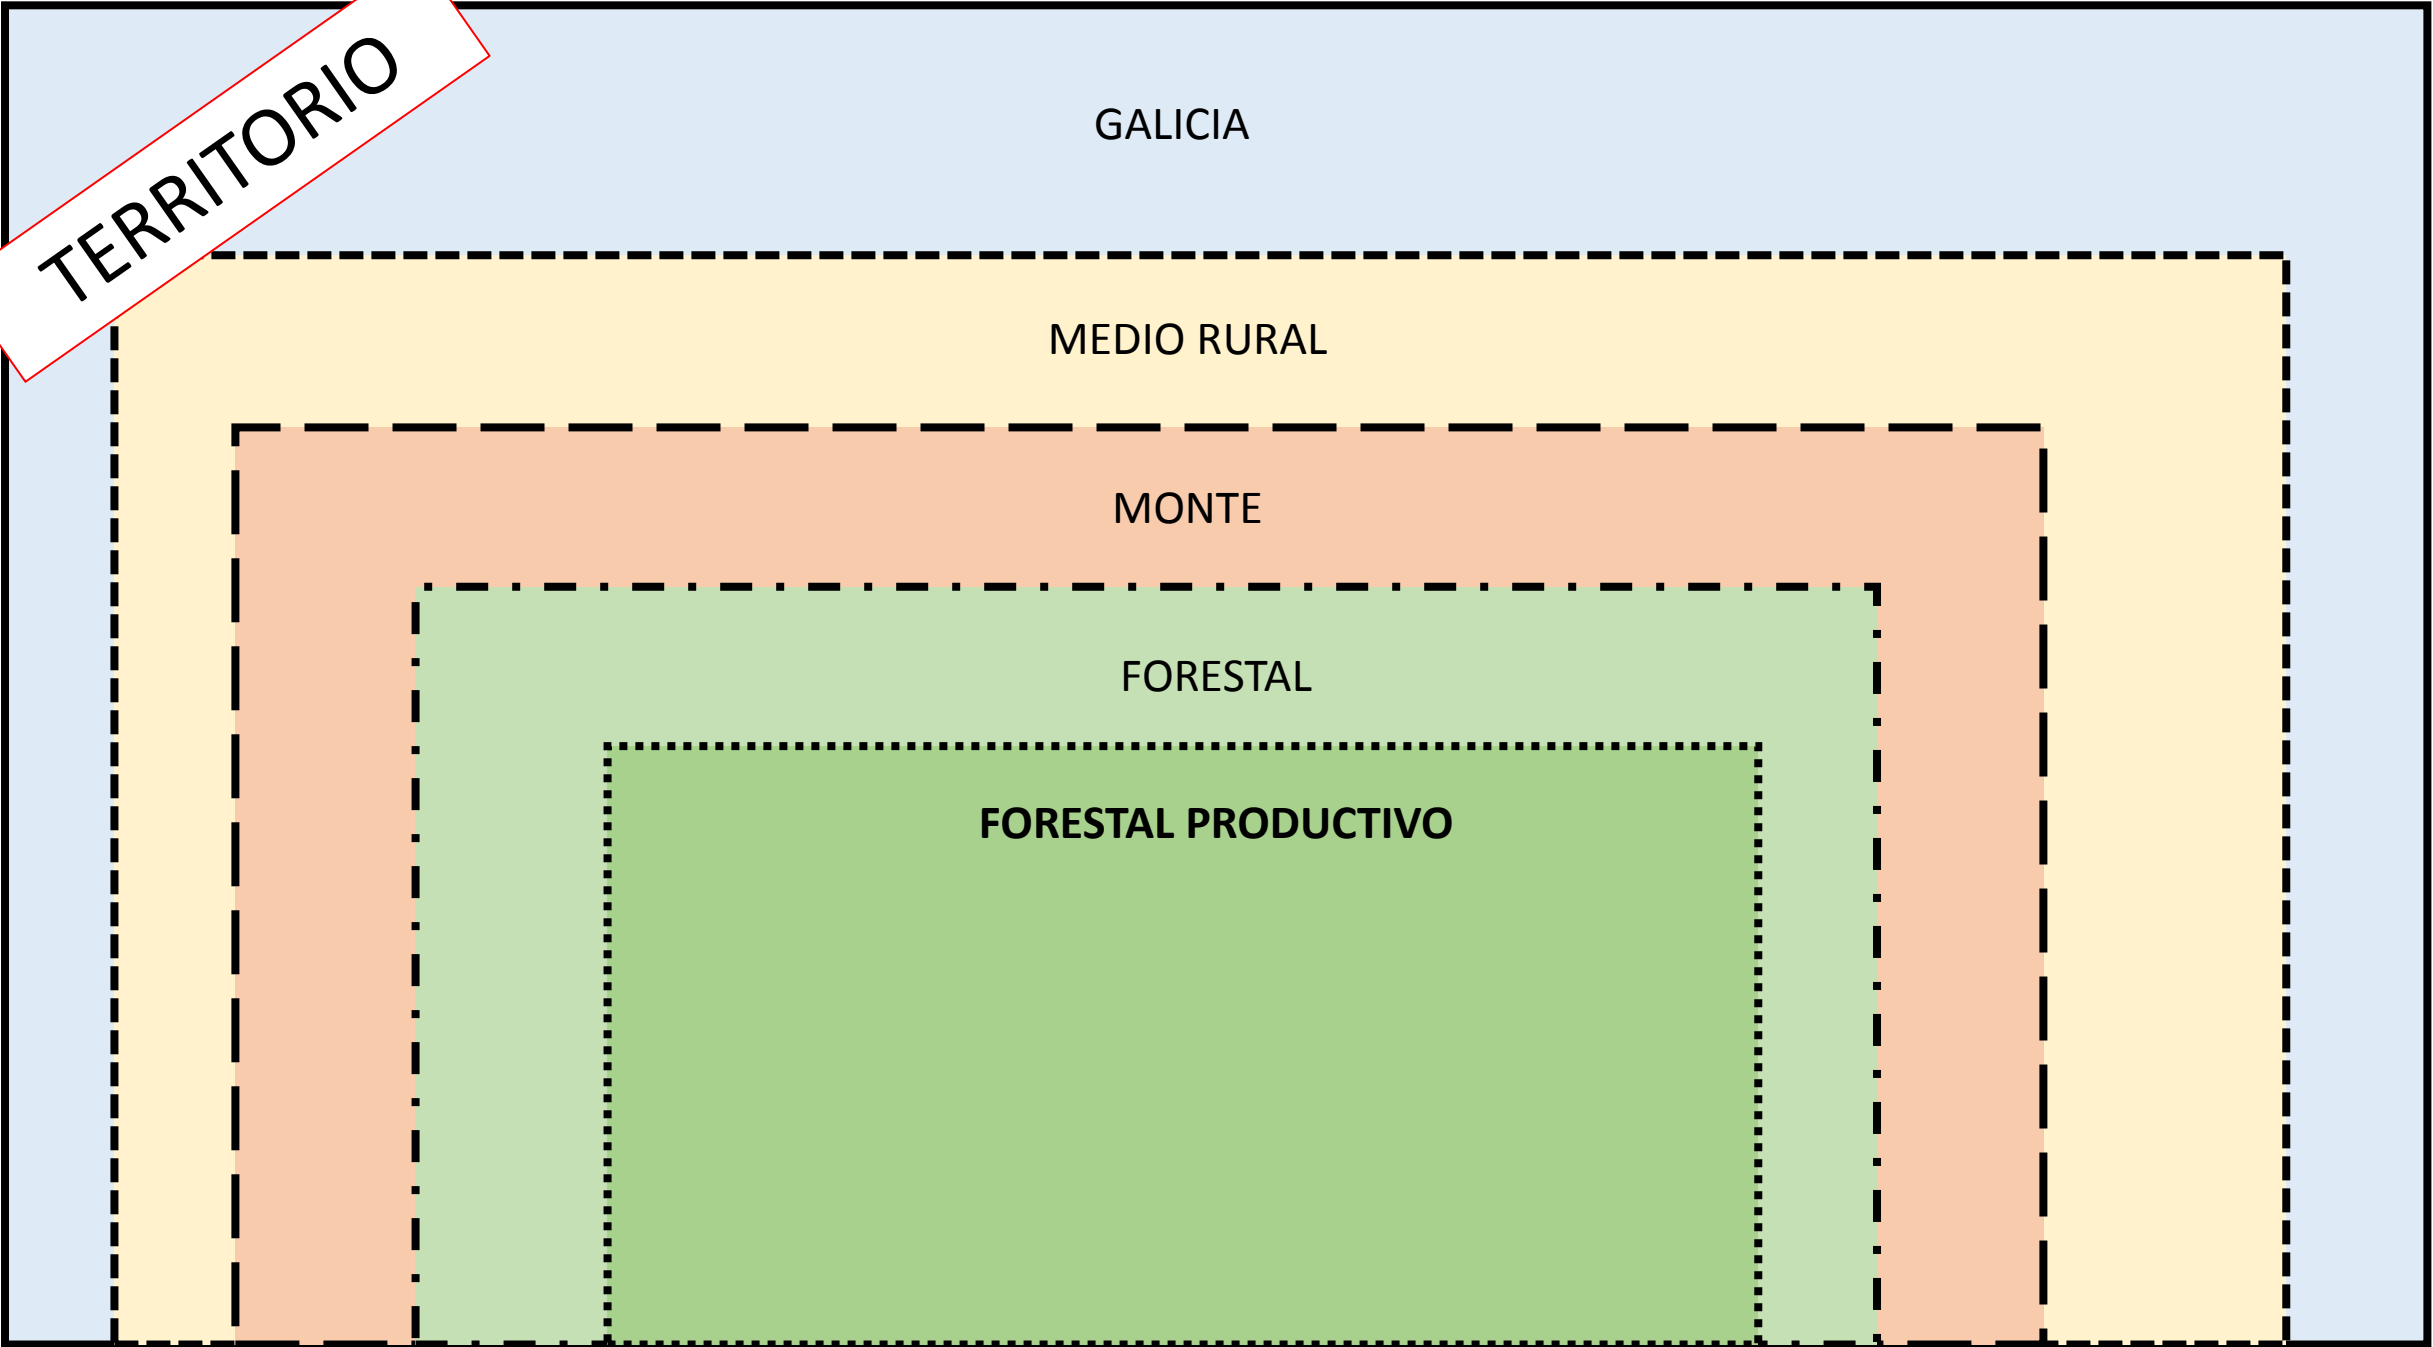 TERRITORIO
GALICIA
MEDIO RURAL
MONTE
FORESTAL
FORESTAL PRODUCTIVO